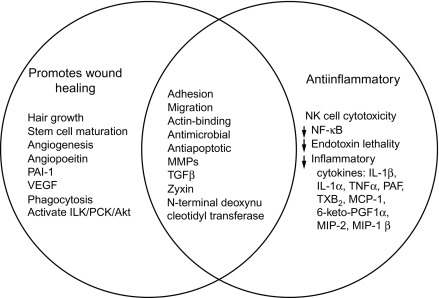 Promotes wound
healing
Hair growth
Stem cell maturation
Angiogenesis
Angiopoeitin
PAI-1
VEGF
Phagocytosis
Activate ILK/PCK/Akt
Adhesion
Migration
Actin-binding
Antimicrobial
Antiapoptotic
MMPs
TGFβ
Zyxin
N-terminal deoxynu
cleotidyl transferase
Antiinflammatory
NK cell cytotoxicity
↓ NF-κB
↓ Endotoxin lethality
↓ Inflammatory
cytokines: IL-1β,
IL-1α, TNFα, PAF,
TXB₂, MCP-1,
6-keto-PGF1α,
MIP-2, MIP-1 β